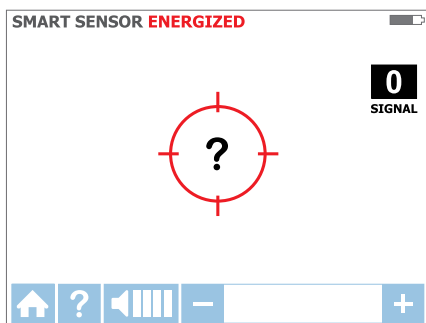 SMART SENSOR ENERGIZED
0
SIGNAL
?
? − +